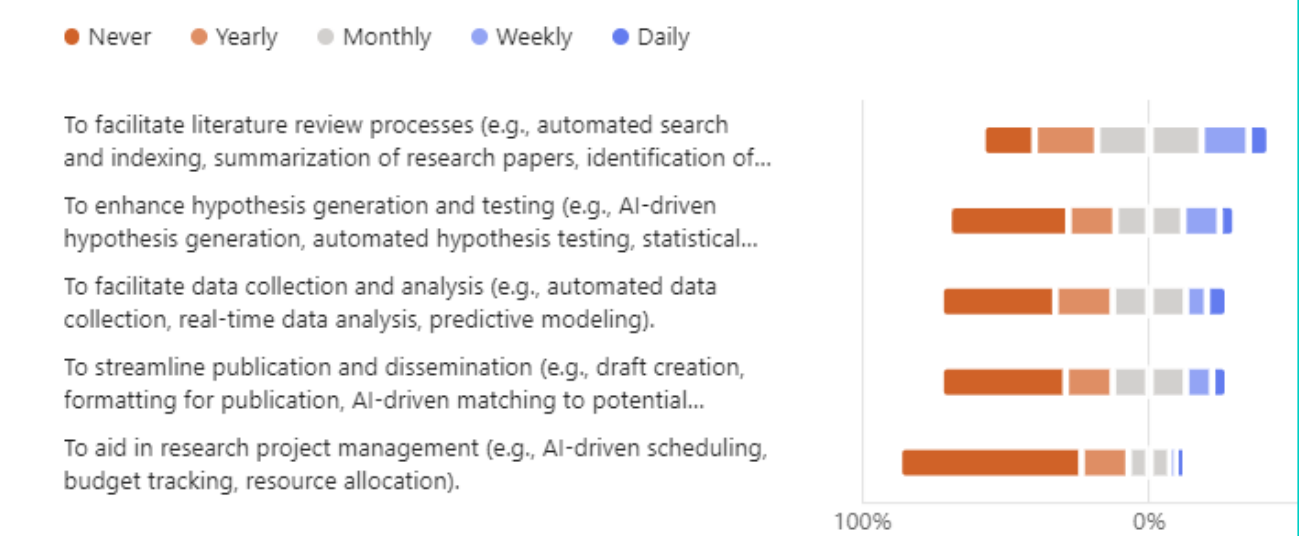 Never Yearly Monthly Weekly Daily
To facilitate literature review processes (e.g., automated search
and indexing, summarization of research papers, identification of...
To enhance hypothesis generation and testing (e.g., AI-driven
hypothesis generation, automated hypothesis testing, statistical...
To facilitate data collection and analysis (e.g., automated data
collection, real-time data analysis, predictive modeling).
To streamline publication and dissemination (e.g., draft creation,
formatting for publication, AI-driven matching to potential...
To aid in research project management (e.g., AI-driven scheduling,
budget tracking, resource allocation).
100% 0%